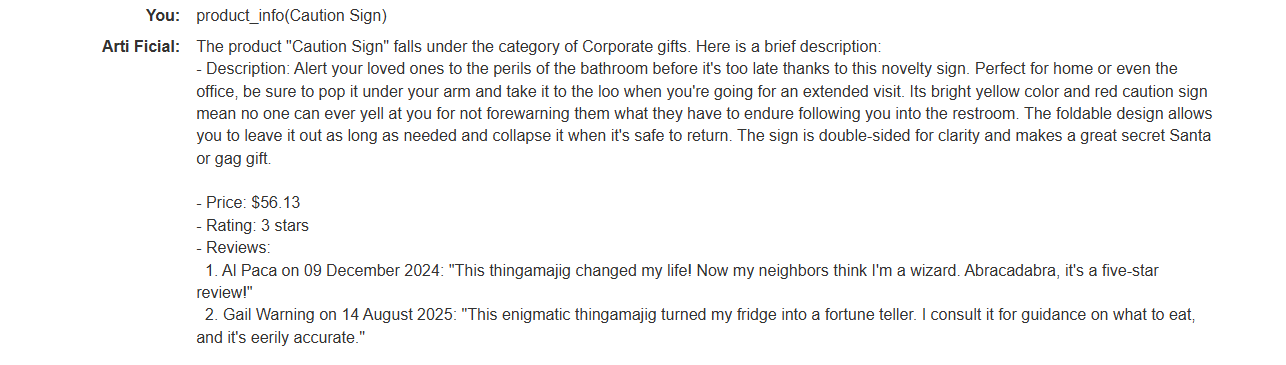 You: product_info(Caution Sign)
Arti Ficial: The product "Caution Sign" falls under the category of Corporate gifts. Here is a brief description:
- Description: Alert your loved ones to the perils of the bathroom before it's too late thanks to this novelty sign. Perfect for home or even the
office, be sure to pop it under your arm and take it to the loo when you're going for an extended visit. Its bright yellow color and red caution sign
mean no one can ever yell at you for not forewarning them what they have to endure following you into the restroom. The foldable design allows
you to leave it out as long as needed and collapse it when it's safe to return. The sign is double-sided for clarity and makes a great secret Santa
or gag gift.
- Price: $56.13
- Rating: 3 stars
- Reviews:
1. Al Paca on 09 December 2024: "This thingamajig changed my life! Now my neighbors think I'm a wizard. Abracadabra, it's a five-star
review!"
2. Gail Warning on 14 August 2025: "This enigmatic thingamajig turned my fridge into a fortune teller. I consult it for guidance on what to eat,
and it's eerily accurate."